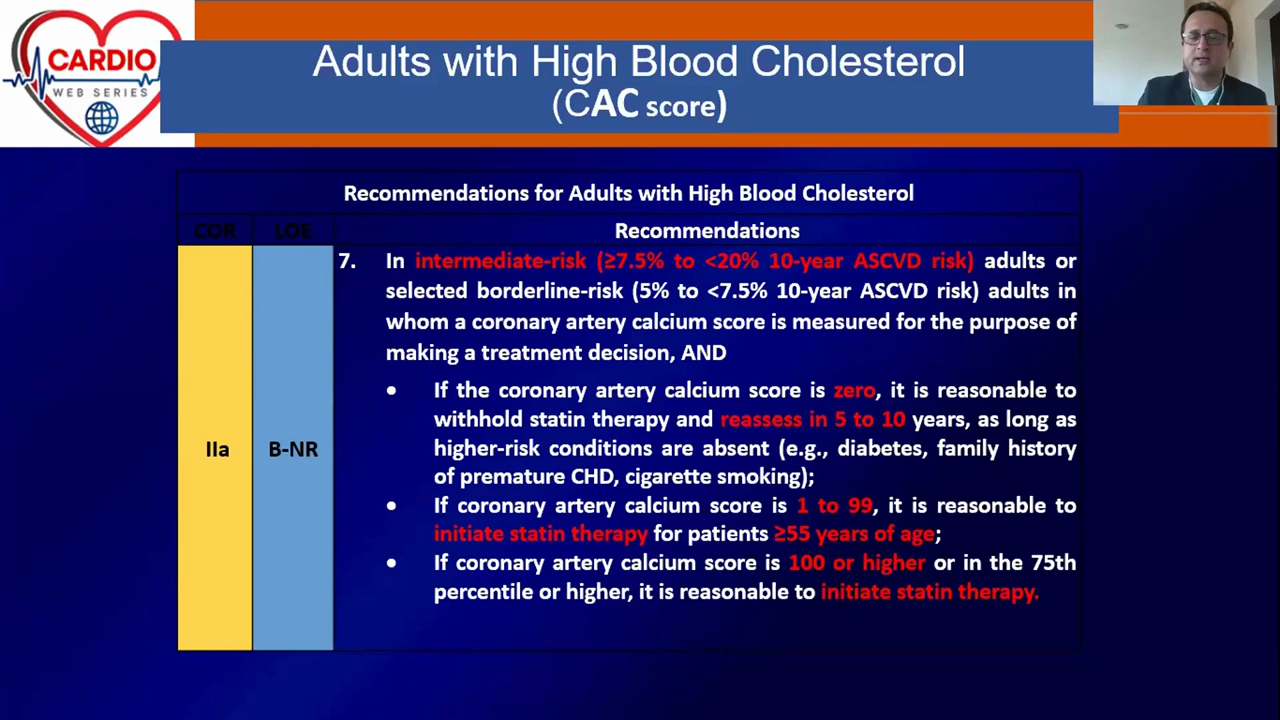 CARDIO
WEB SERIES
Adults with High Blood Cholesterol
(CAC score)
Recommendations for Adults with High Blood Cholesterol
COR LOE Recommendations
7. In intermediate-risk (≥7.5% to <20% 10-year ASCVD risk) adults or
selected borderline-risk (5% to <7.5% 10-year ASCVD risk) adults in
whom a coronary artery calcium score is measured for the purpose of
making a treatment decision, AND
• If the coronary artery calcium score is zero, it is reasonable to
withhold statin therapy and reassess in 5 to 10 years, as long as
higher-risk conditions are absent (e.g., diabetes, family history
of premature CHD, cigarette smoking);
• If coronary artery calcium score is 1 to 99, it is reasonable to
initiate statin therapy for patients ≥55 years of age;
• If coronary artery calcium score is 100 or higher or in the 75th
percentile or higher, it is reasonable to initiate statin therapy.
IIa B-NR